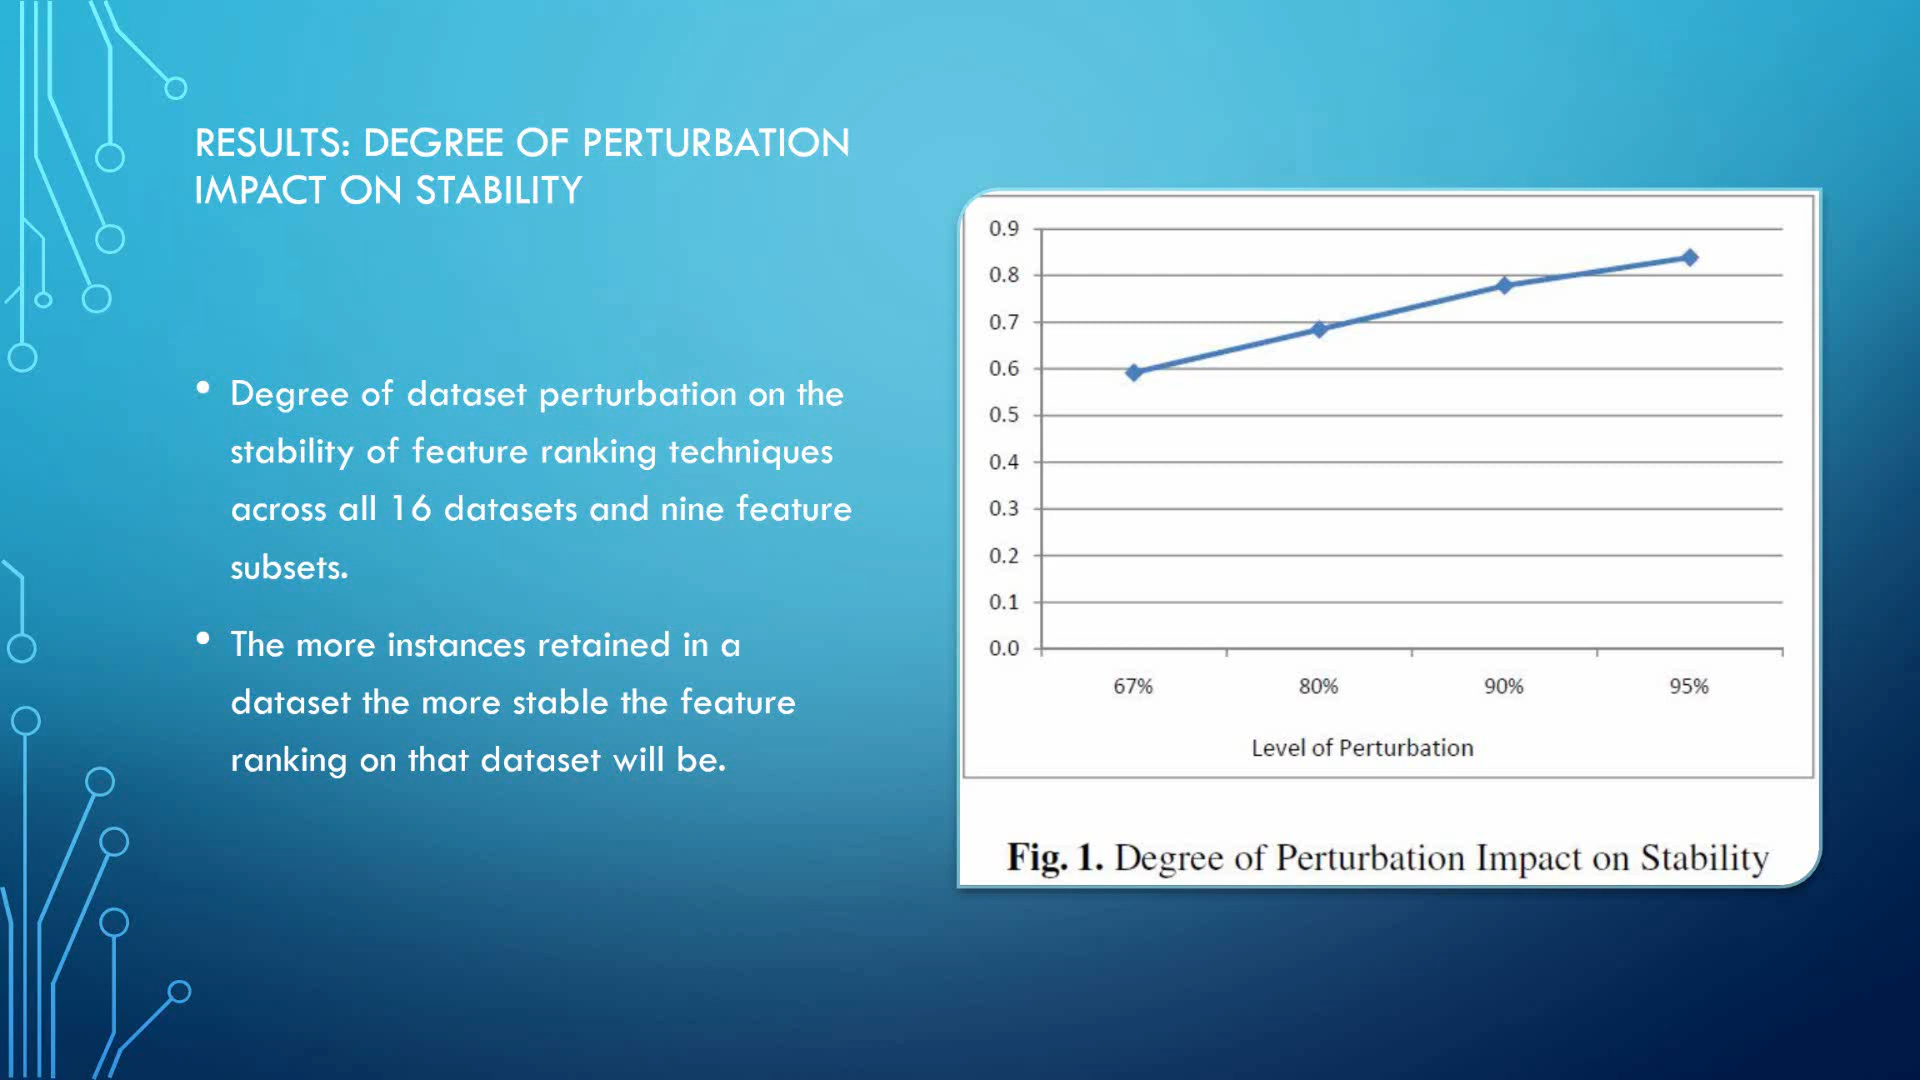 RESULTS: DEGREE OF PERTURBATION
IMPACT ON STABILITY
• Degree of dataset perturbation on the
stability of feature ranking techniques
across all 16 datasets and nine feature
subsets.
• The more instances retained in a
dataset the more stable the feature
ranking on that dataset will be.
0.9
0.8
0.7
0.6
0.5
0.4
0.3
0.2
0.1
0.0
67% 80% 90% 95%
Level of Perturbation
Fig. 1. Degree of Perturbation Impact on Stability